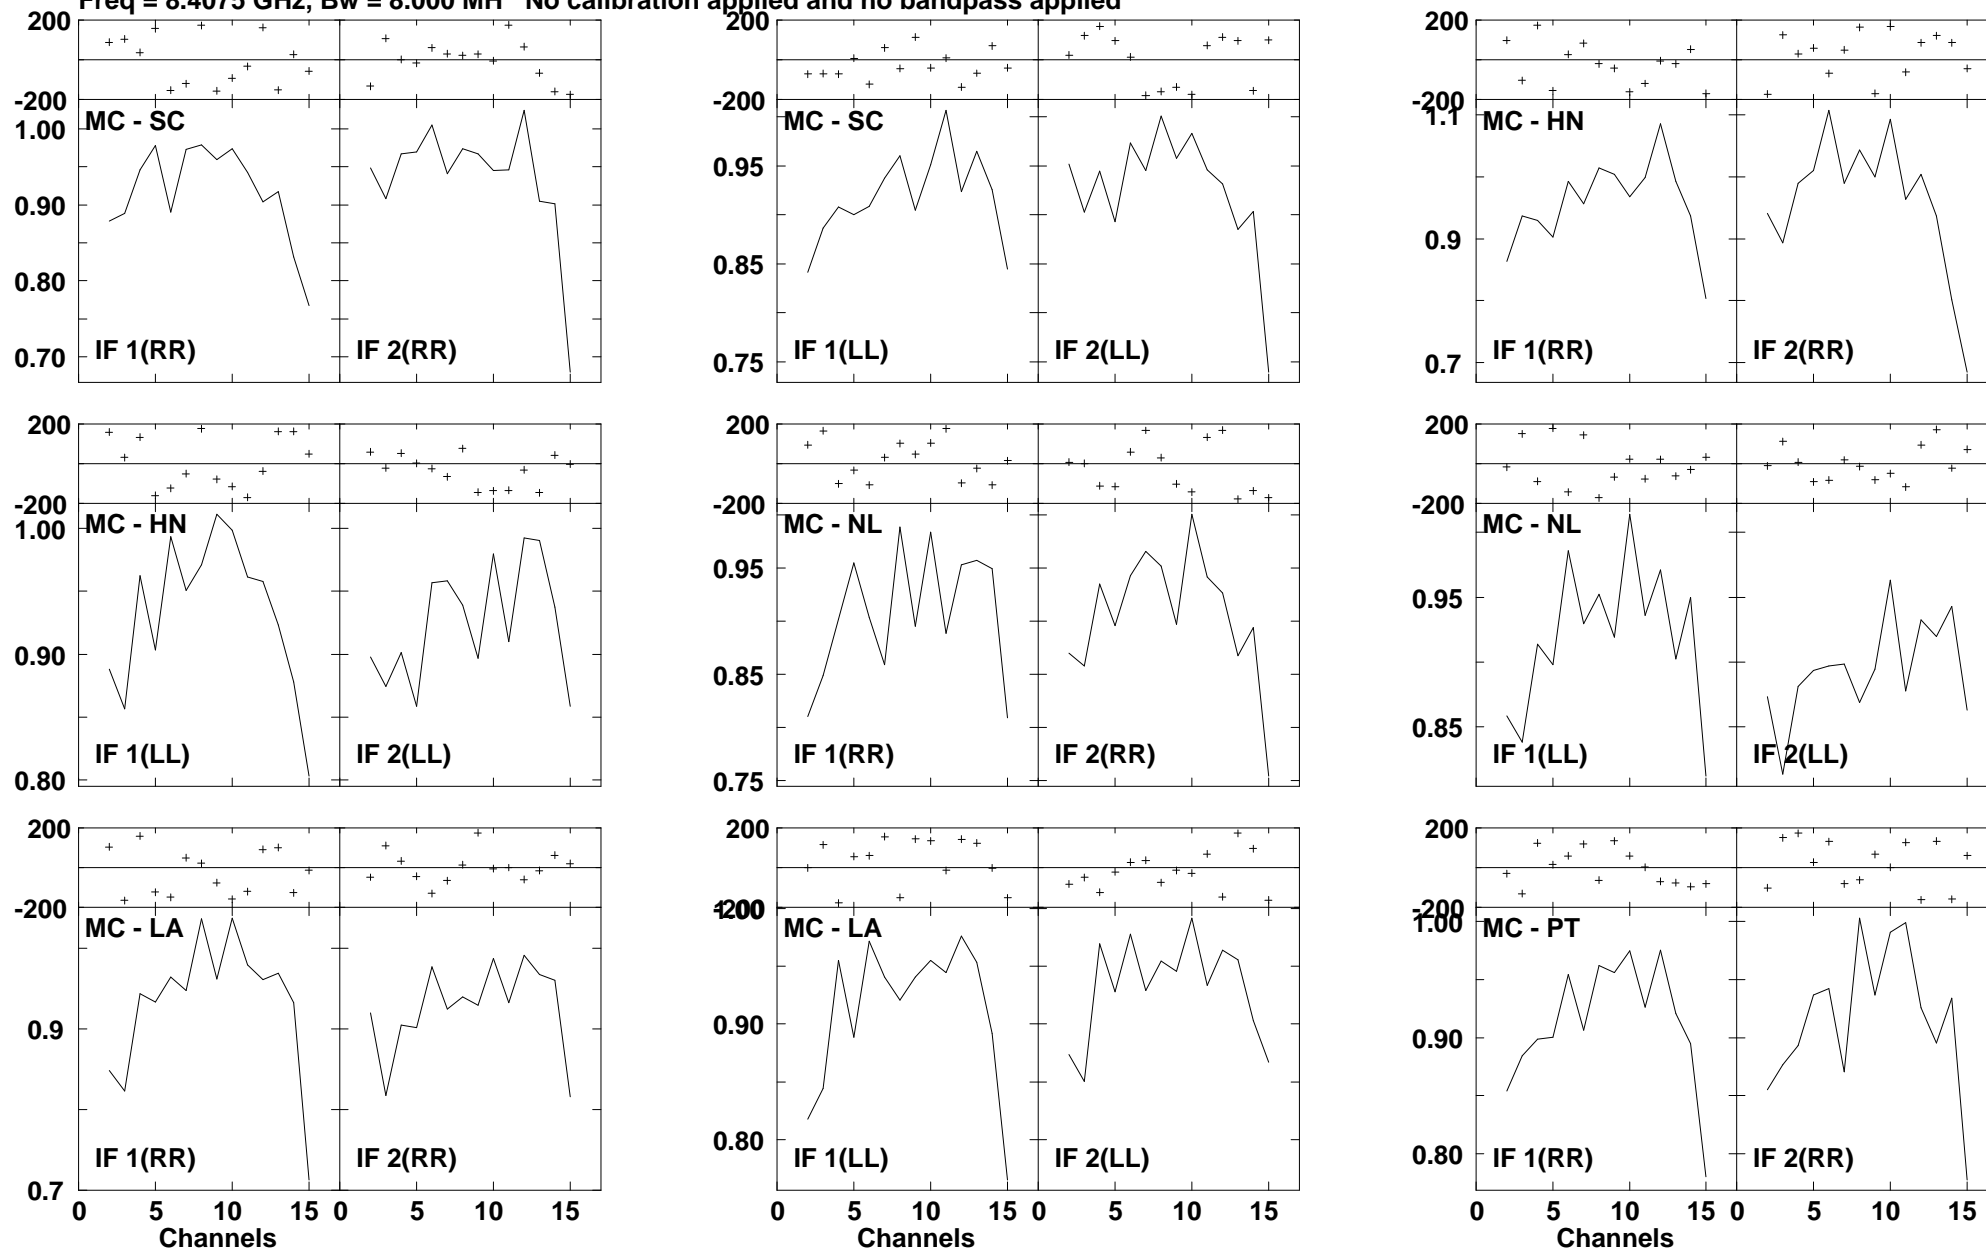 Freq = 8.4075 GHz, Bw = 8.000 MH No calibration applied and no bandpass applied
200 200 200
-200 -200 -200
MC - SC MC - SC MC - HN
1.00 0.95 1.1
0.90 0.85 0.9
0.80
0.70 0.75 0.7
IF 1(RR) IF 2(RR) IF 1(LL) IF 2(LL) IF 1(RR) IF 2(RR)
200 200 200
-200 -200 -200
MC - HN MC - NL MC - NL
1.00 0.95 0.95
0.90 0.85 0.85
IF 1(LL) IF 2(LL) IF 1(RR) IF 2(RR) IF 1(LL) IF 2(LL)
0.80 0.75
200 200 200
-200 -200 -200
1.00 1.00
MC - LA MC - LA MC - PT
0.9 0.90 0.90
0.80 0.80
IF 1(RR) IF 2(RR) IF 1(LL) IF 2(LL) IF 1(RR) IF 2(RR)
0.7
0 5 10 15 0 5 10 15 0 5 10 15 0 5 10 15 0 5 10 15 0 5 10 15
Channels Channels Channels